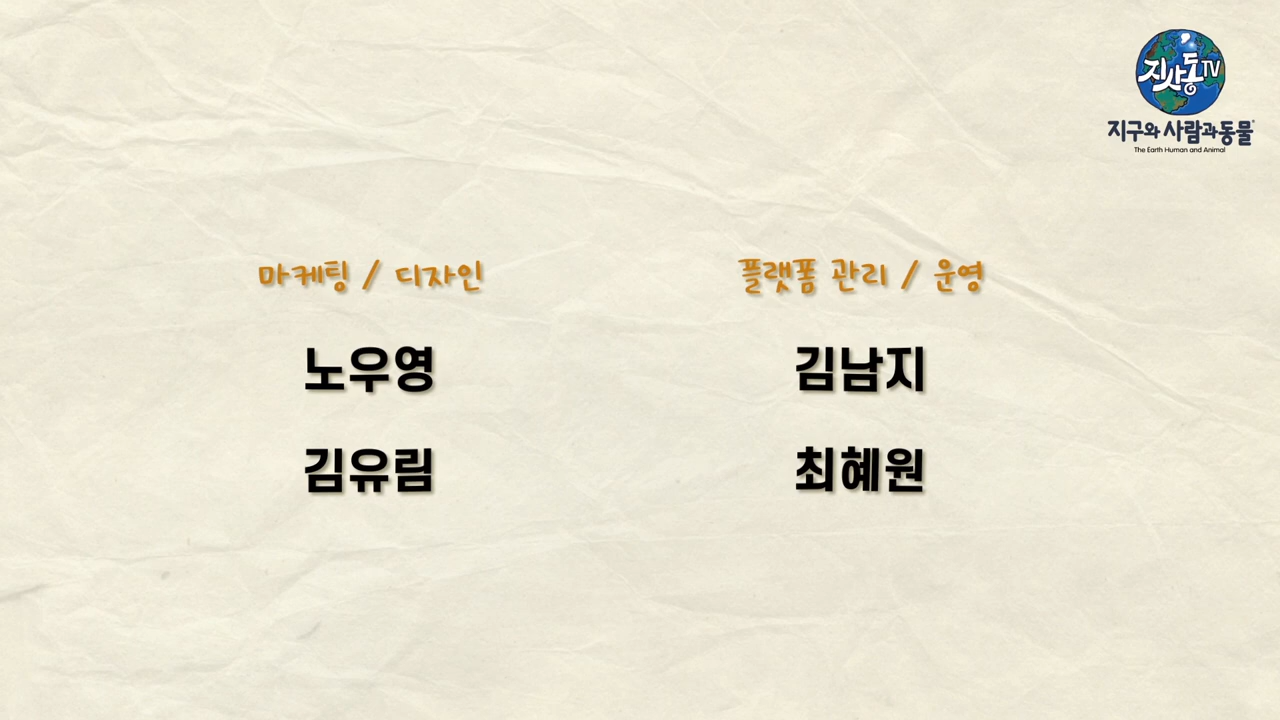 지사동TV
지구와 사람과 동물
The Earth Human and Animal
마케팅 / 디자인
노우영
김유림
플랫폼 관리 / 운영
김남지
최혜원